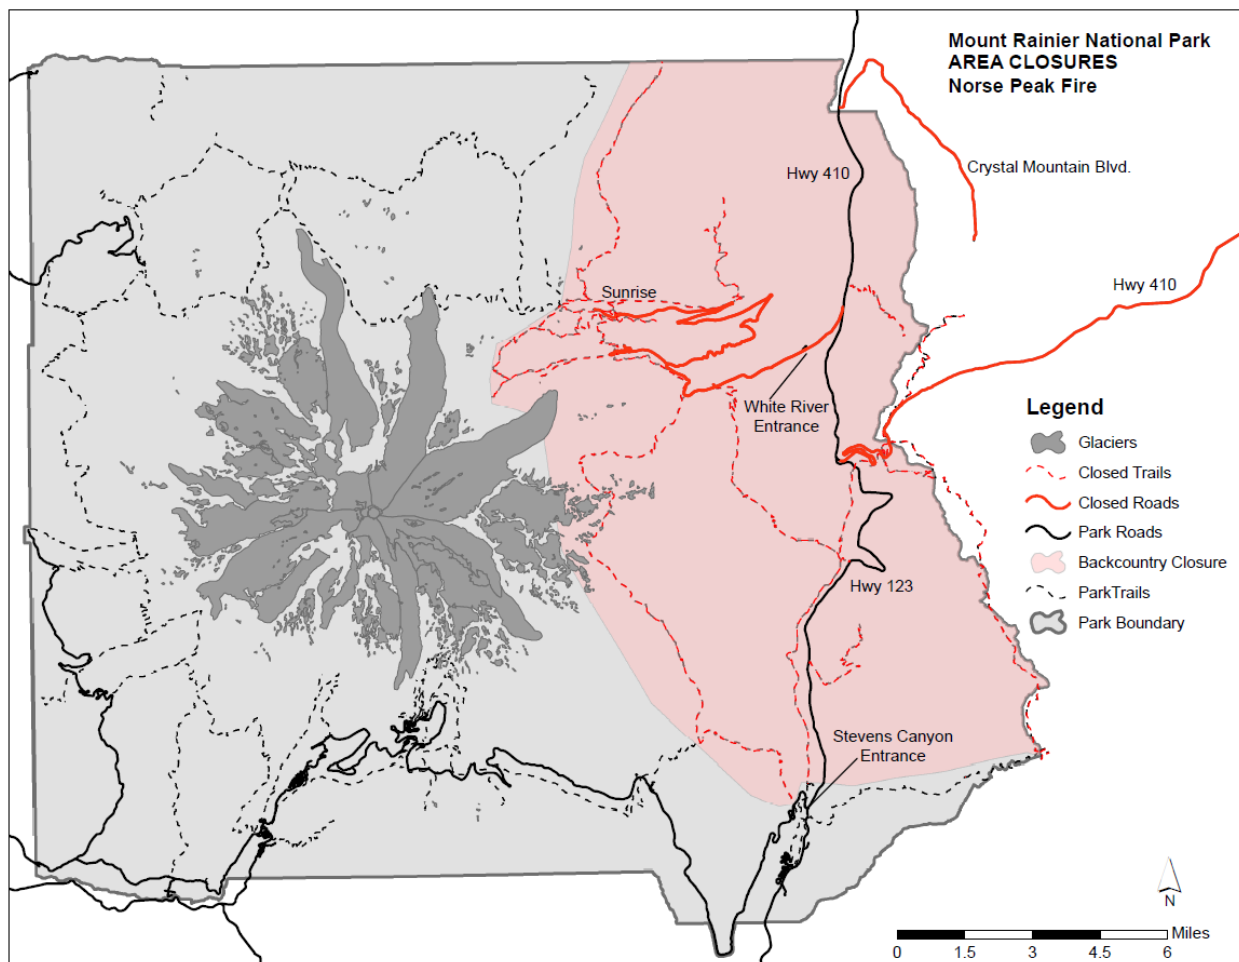 Mount Rainier National Park
AREA CLOSURES
Norse Peak Fire
Hwy 410
Crystal Mountain Blvd.
Hwy 410
Sunrise
White River
Entrance
Hwy 123
Stevens Canyon
Entrance
Legend
Glaciers
Closed Trails
Closed Roads
Park Roads
Backcountry Closure
ParkTrails
Park Boundary
N
Miles
0 1.5 3 4.5 6